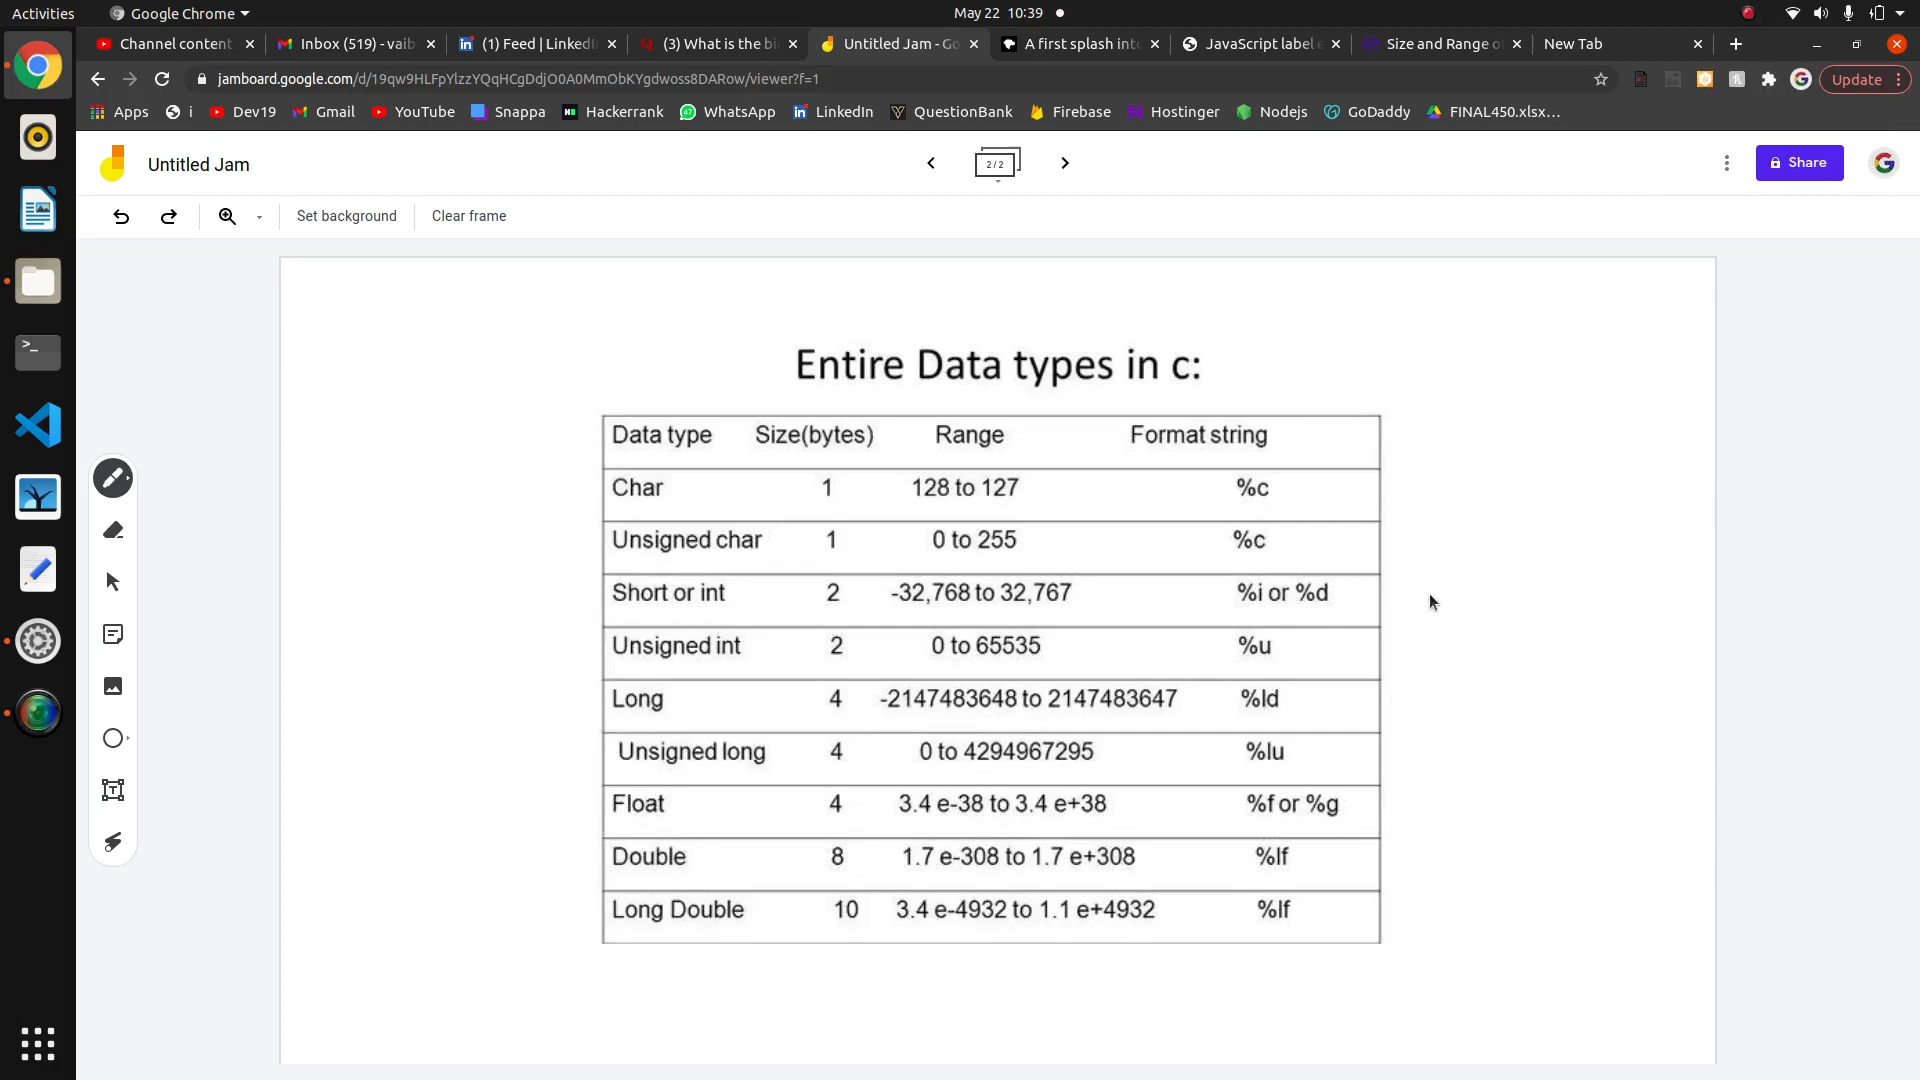 Activities Google Chrome May 22 10:39
Channel content Inbox (519) - vaib (1) Feed | LinkedIn (3) What is the bi Untitled Jam - Go A first splash into JavaScript label e Size and Range o New Tab
jamboard.google.com/d/19qw9HLFpYlzzYQqHCgDdjO0A0MmObKYgdwoss8DARow/viewer?f=1 Update
Apps i Dev19 Gmail YouTube Snappa Hackerrank WhatsApp LinkedIn QuestionBank Firebase Hostinger Nodejs GoDaddy FINAL450.xlsx...
Untitled Jam 2 / 2 Share
Set background Clear frame
Entire Data types in c:
Data type Size(bytes) Range Format string
Char 1 128 to 127 %c
Unsigned char 1 0 to 255 %c
Short or int 2 -32,768 to 32,767 %i or %d
Unsigned int 2 0 to 65535 %u
Long 4 -2147483648 to 2147483647 %ld
Unsigned long 4 0 to 4294967295 %lu
Float 4 3.4 e-38 to 3.4 e+38 %f or %g
Double 8 1.7 e-308 to 1.7 e+308 %lf
Long Double 10 3.4 e-4932 to 1.1 e+4932 %lf